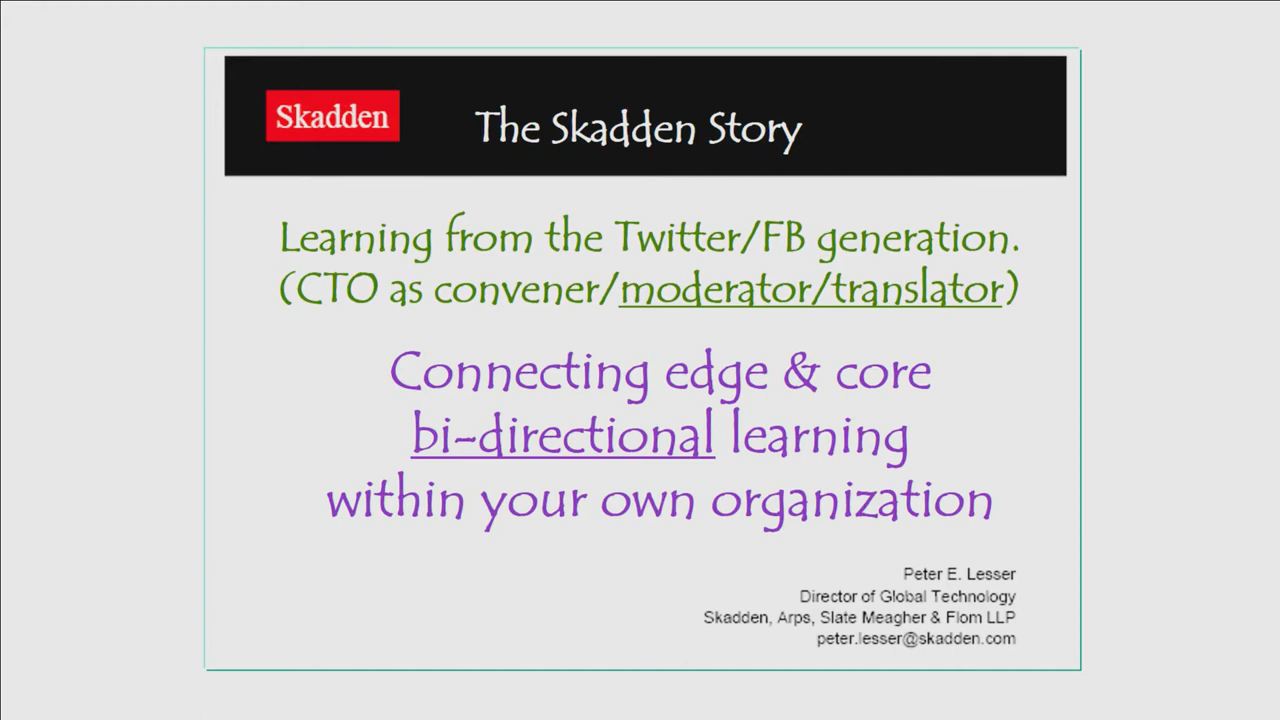 Skadden
The Skadden Story
Learning from the Twitter/FB generation.
(CTO as convener/moderator/translator)
Connecting edge & core
bi-directional learning
within your own organization
Peter E. Lesser
Director of Global Technology
Skadden, Arps, Slate Meagher & Flom LLP
peter.lesser@skadden.com